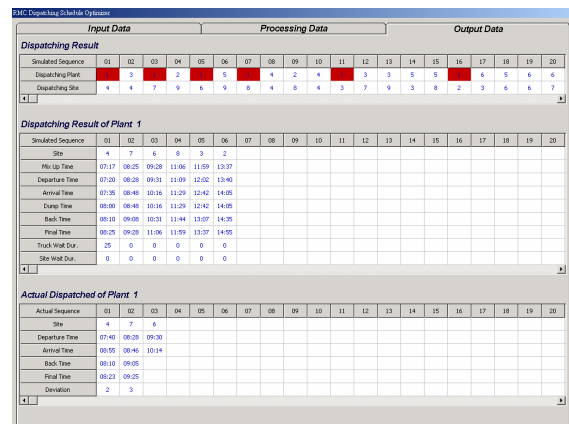 RMC Dispatching Schedule Optimizer
Input Data Processing Data Output Data
Dispatching Result
Simulated Sequence 01 02 03 04 05 06 07 08 09 10 11 12 13 14 15 16 17 18 19 20
Dispatching Plant 3 2 5 4 2 4 3 3 5 5 6 5 6 6
Dispatching Site 4 4 7 9 6 9 8 4 8 4 3 7 9 3 8 2 3 6 6 7
Dispatching Result of Plant 1
Simulated Sequence 01 02 03 04 05 06 07 08 09 10 11 12 13 14 15 16 17 18 19 20
Site 4 7 6 8 3 2
Mix Up Time 07:17 08:25 09:28 11:06 11:59 13:37
Departure Time 07:20 08:28 09:31 11:09 12:02 13:40
Arrival Time 07:35 08:48 10:16 11:29 12:42 14:05
Dump Time 08:00 08:48 10:16 11:29 12:42 14:05
Back Time 08:10 09:08 10:31 11:44 13:07 14:35
Final Time 08:25 09:28 11:06 11:59 13:37 14:55
Truck Wait Dur. 25 0 0 0 0 0
Site Wait Dur. 0 0 0 0 0 0
Actual Dispatched of Plant 1
Actual Sequence 01 02 03 04 05 06 07 08 09 10 11 12 13 14 15 16 17 18 19 20
Site 4 7 6
Departure Time 07:40 08:28 09:30
Arrival Time 08:55 08:46 10:14
Back Time 08:10 09:05
Final Time 08:23 09:25
Deviation 2 3